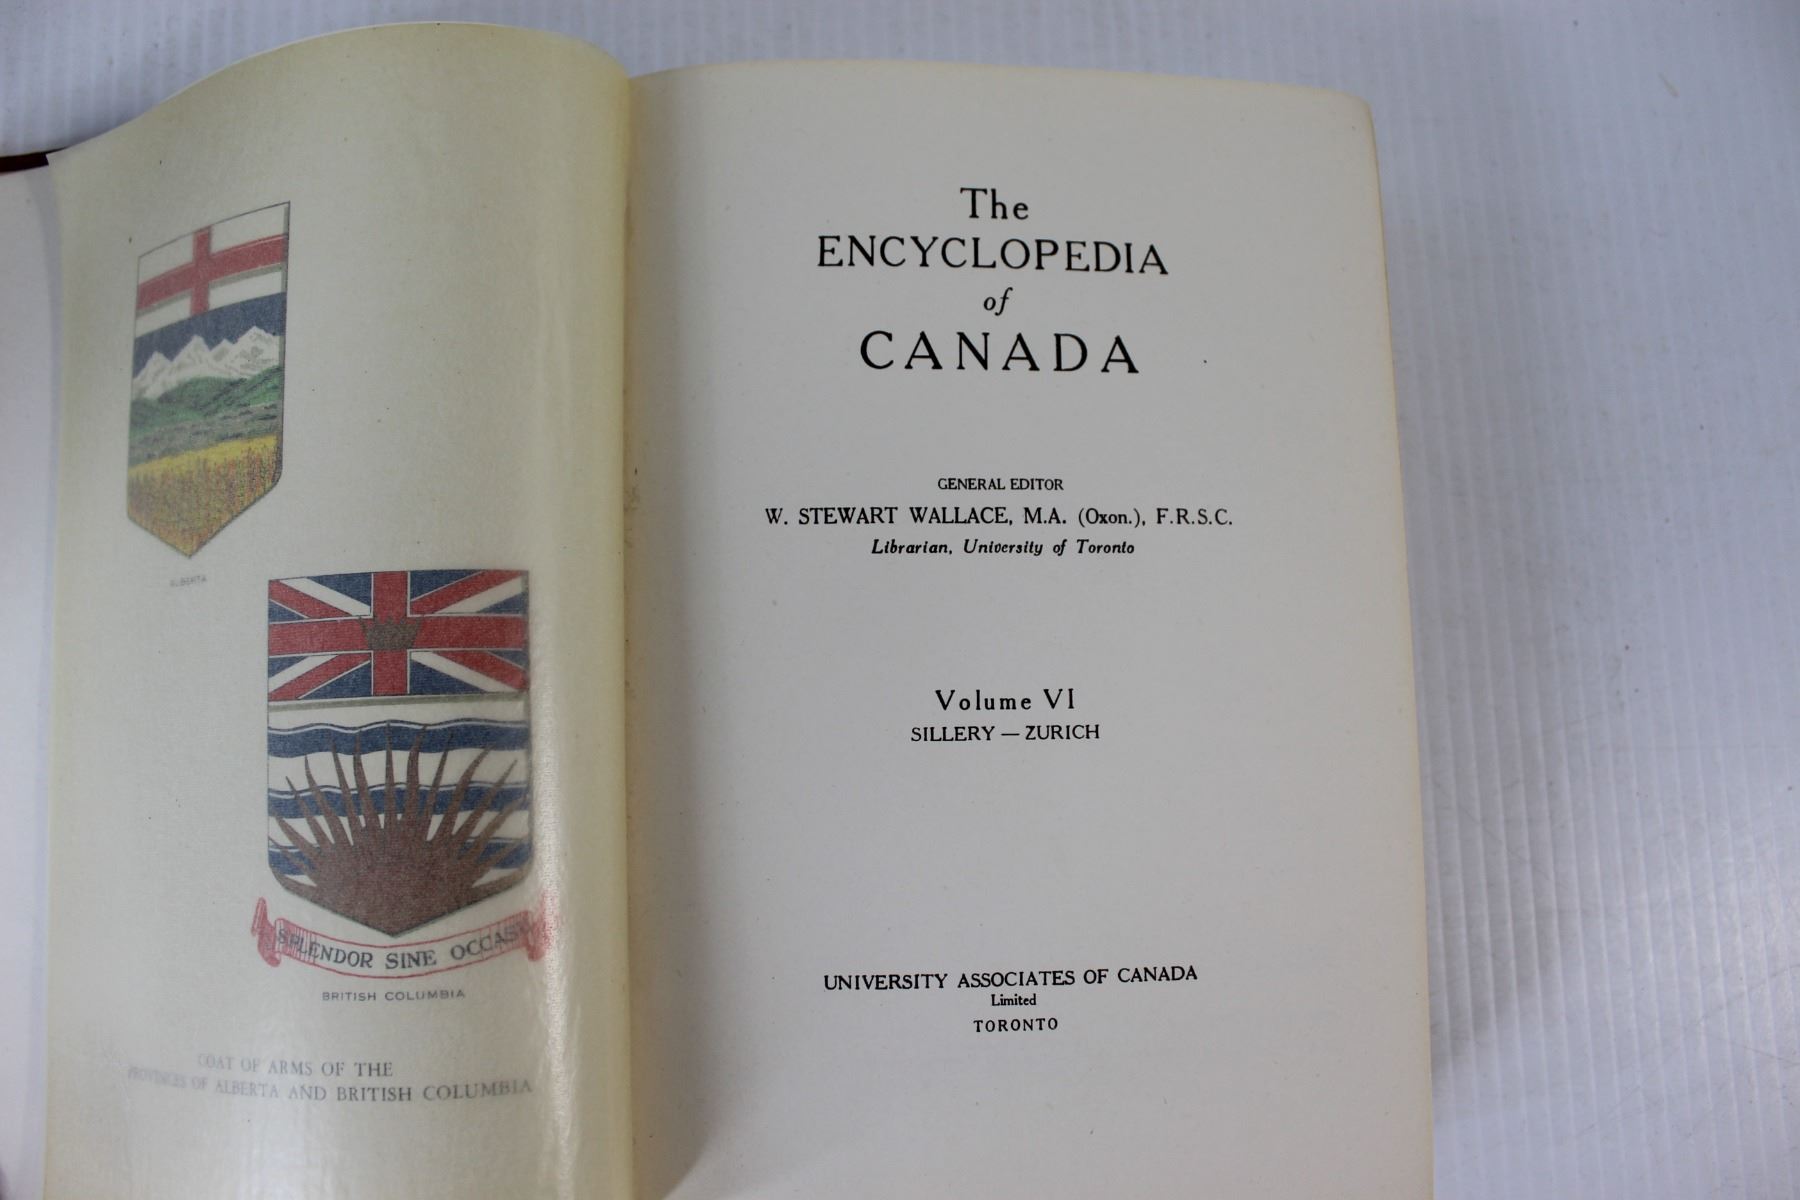 ALBERTA
SPLENDOR SINE OCCASU
BRITISH COLUMBIA
COAT OF ARMS OF THE
PROVINCES OF ALBERTA AND BRITISH COLUMBIA
The
ENCYCLOPEDIA
of
CANADA
GENERAL EDITOR
W. STEWART WALLACE, M.A. (Oxon.), F.R.S.C.
Librarian, University of Toronto
Volume VI
SILLERY — ZURICH
UNIVERSITY ASSOCIATES OF CANADA
Limited
TORONTO